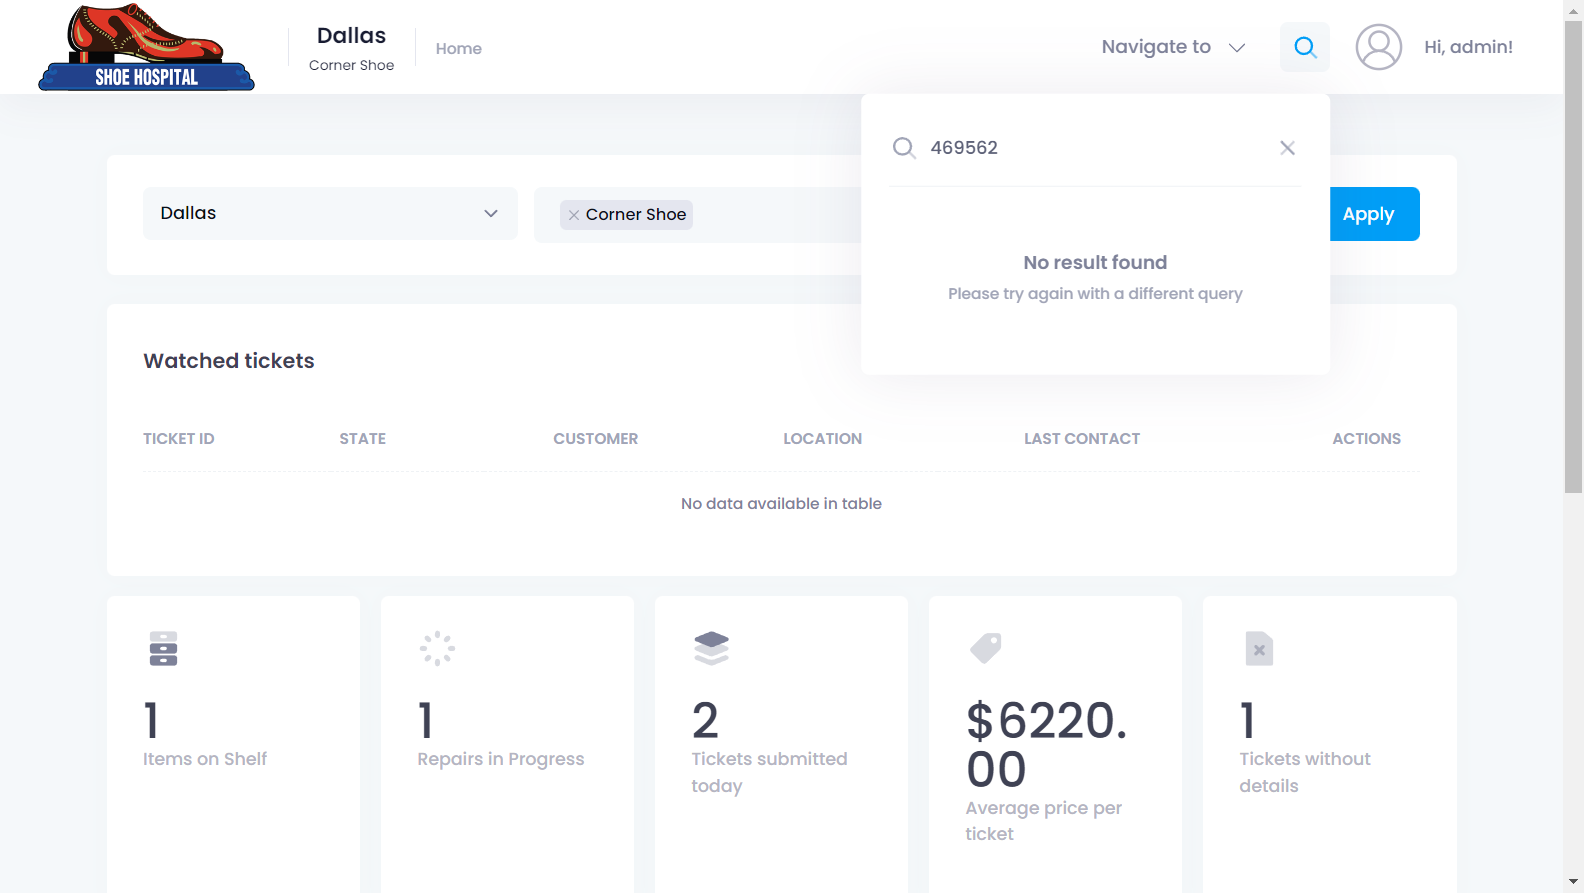 SHOE HOSPITAL
Dallas
Corner Shoe
Home
Navigate to
Hi, admin!
469562
Dallas
Corner Shoe
Apply
No result found
Please try again with a different query
Watched tickets
TICKET ID STATE CUSTOMER LOCATION LAST CONTACT ACTIONS
No data available in table
1
Items on Shelf
1
Repairs in Progress
2
Tickets submitted
today
$6220.
00
Average price per
ticket
1
Tickets without
details